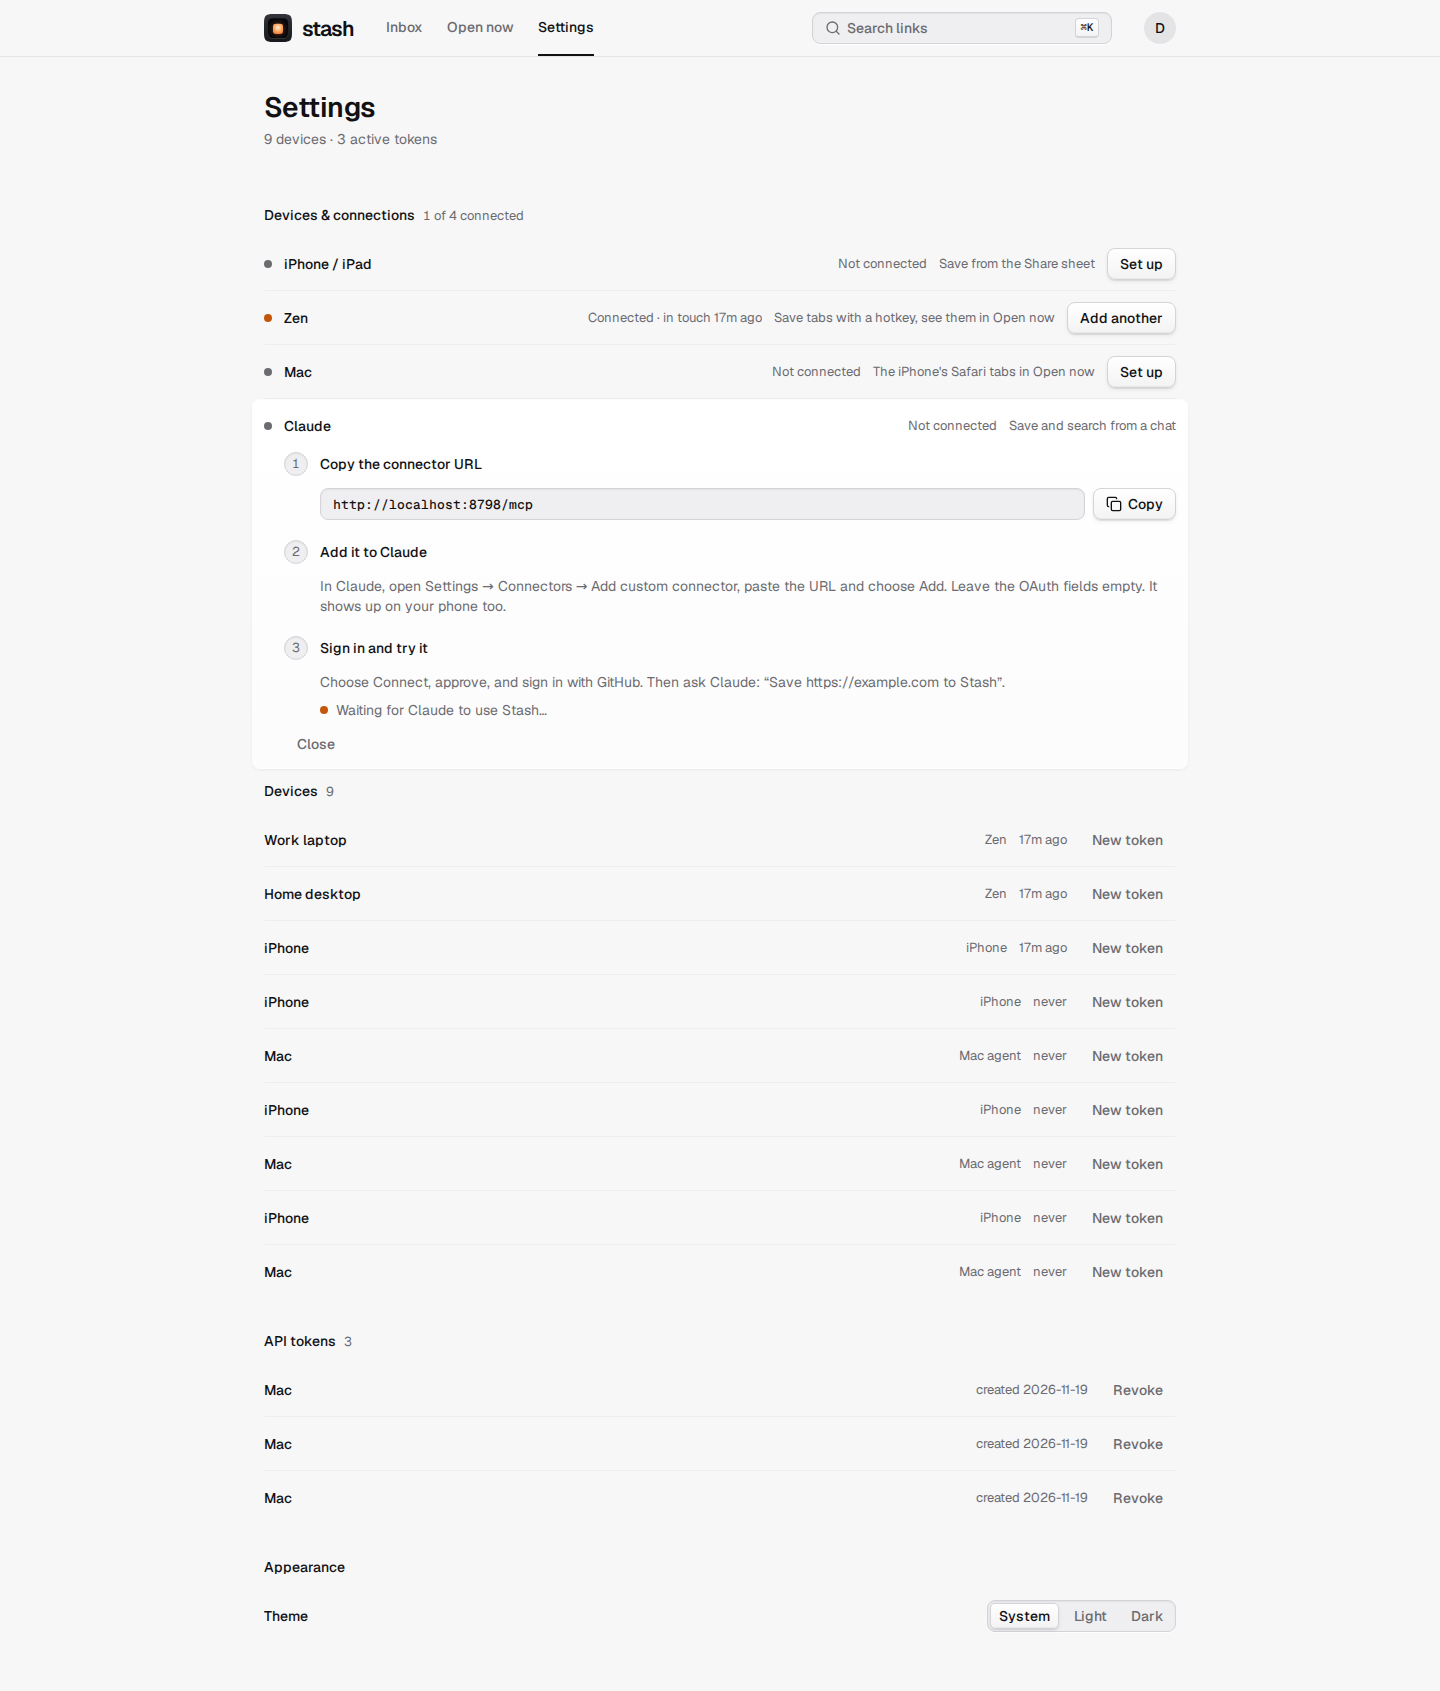 stash Inbox Open now Settings Search links ⌘K D
Settings
9 devices · 3 active tokens
Devices & connections 1 of 4 connected
iPhone / iPad Not connected Save from the Share sheet Set up
Zen Connected · in touch 17m ago Save tabs with a hotkey, see them in Open now Add another
Mac Not connected The iPhone's Safari tabs in Open now Set up
Claude Not connected Save and search from a chat
1 Copy the connector URL
http://localhost:8798/mcp Copy
2 Add it to Claude
In Claude, open Settings → Connectors → Add custom connector, paste the URL and choose Add. Leave the OAuth fields empty. It
shows up on your phone too.
3 Sign in and try it
Choose Connect, approve, and sign in with GitHub. Then ask Claude: “Save https://example.com to Stash”.
Waiting for Claude to use Stash…
Close
Devices 9
Work laptop Zen 17m ago New token
Home desktop Zen 17m ago New token
iPhone iPhone 17m ago New token
iPhone iPhone never New token
Mac Mac agent never New token
iPhone iPhone never New token
Mac Mac agent never New token
iPhone iPhone never New token
Mac Mac agent never New token
API tokens 3
Mac created 2026-11-19 Revoke
Mac created 2026-11-19 Revoke
Mac created 2026-11-19 Revoke
Appearance
Theme System Light Dark